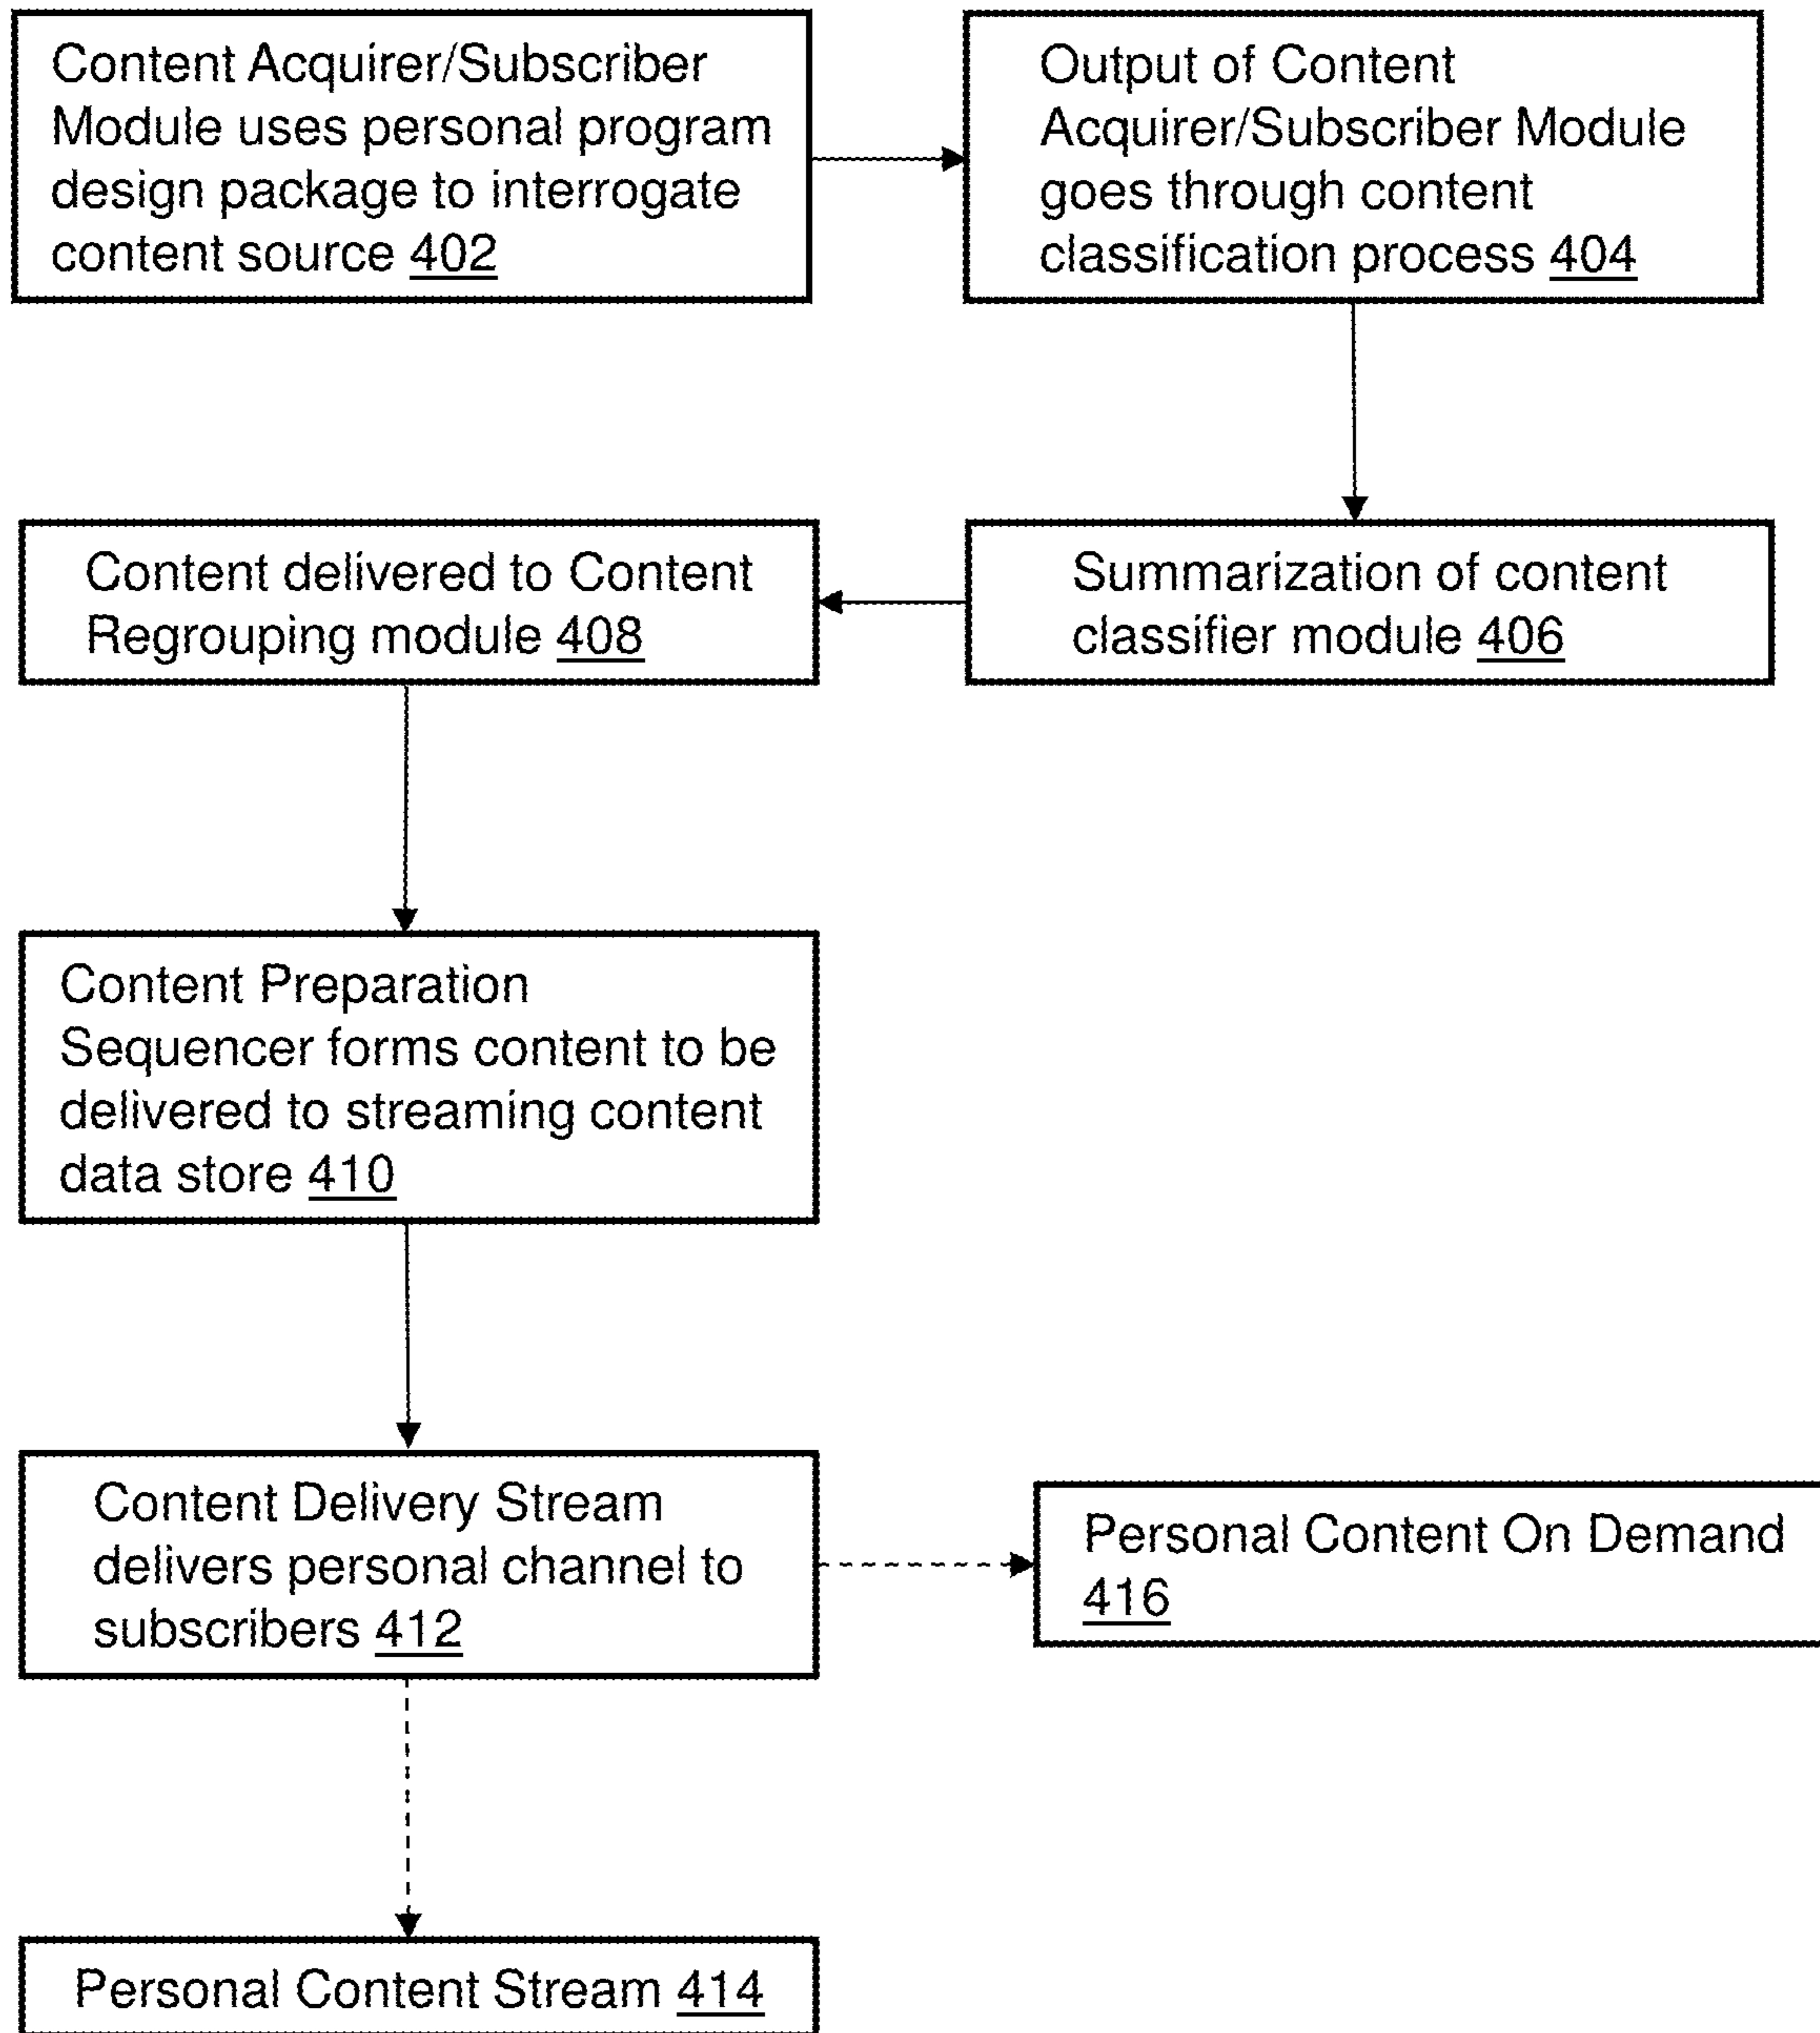 Content Acquirer/Subscriber
Module uses personal program
design package to interrogate
content source 402
Output of Content
Acquirer/Subscriber Module
goes through content
classification process 404
Content delivered to Content
Regrouping module 408
Summarization of content
classifier module 406
Content Preparation
Sequencer forms content to be
delivered to streaming content
data store 410
Content Delivery Stream
delivers personal channel to
subscribers 412
Personal Content On Demand
416
Personal Content Stream 414